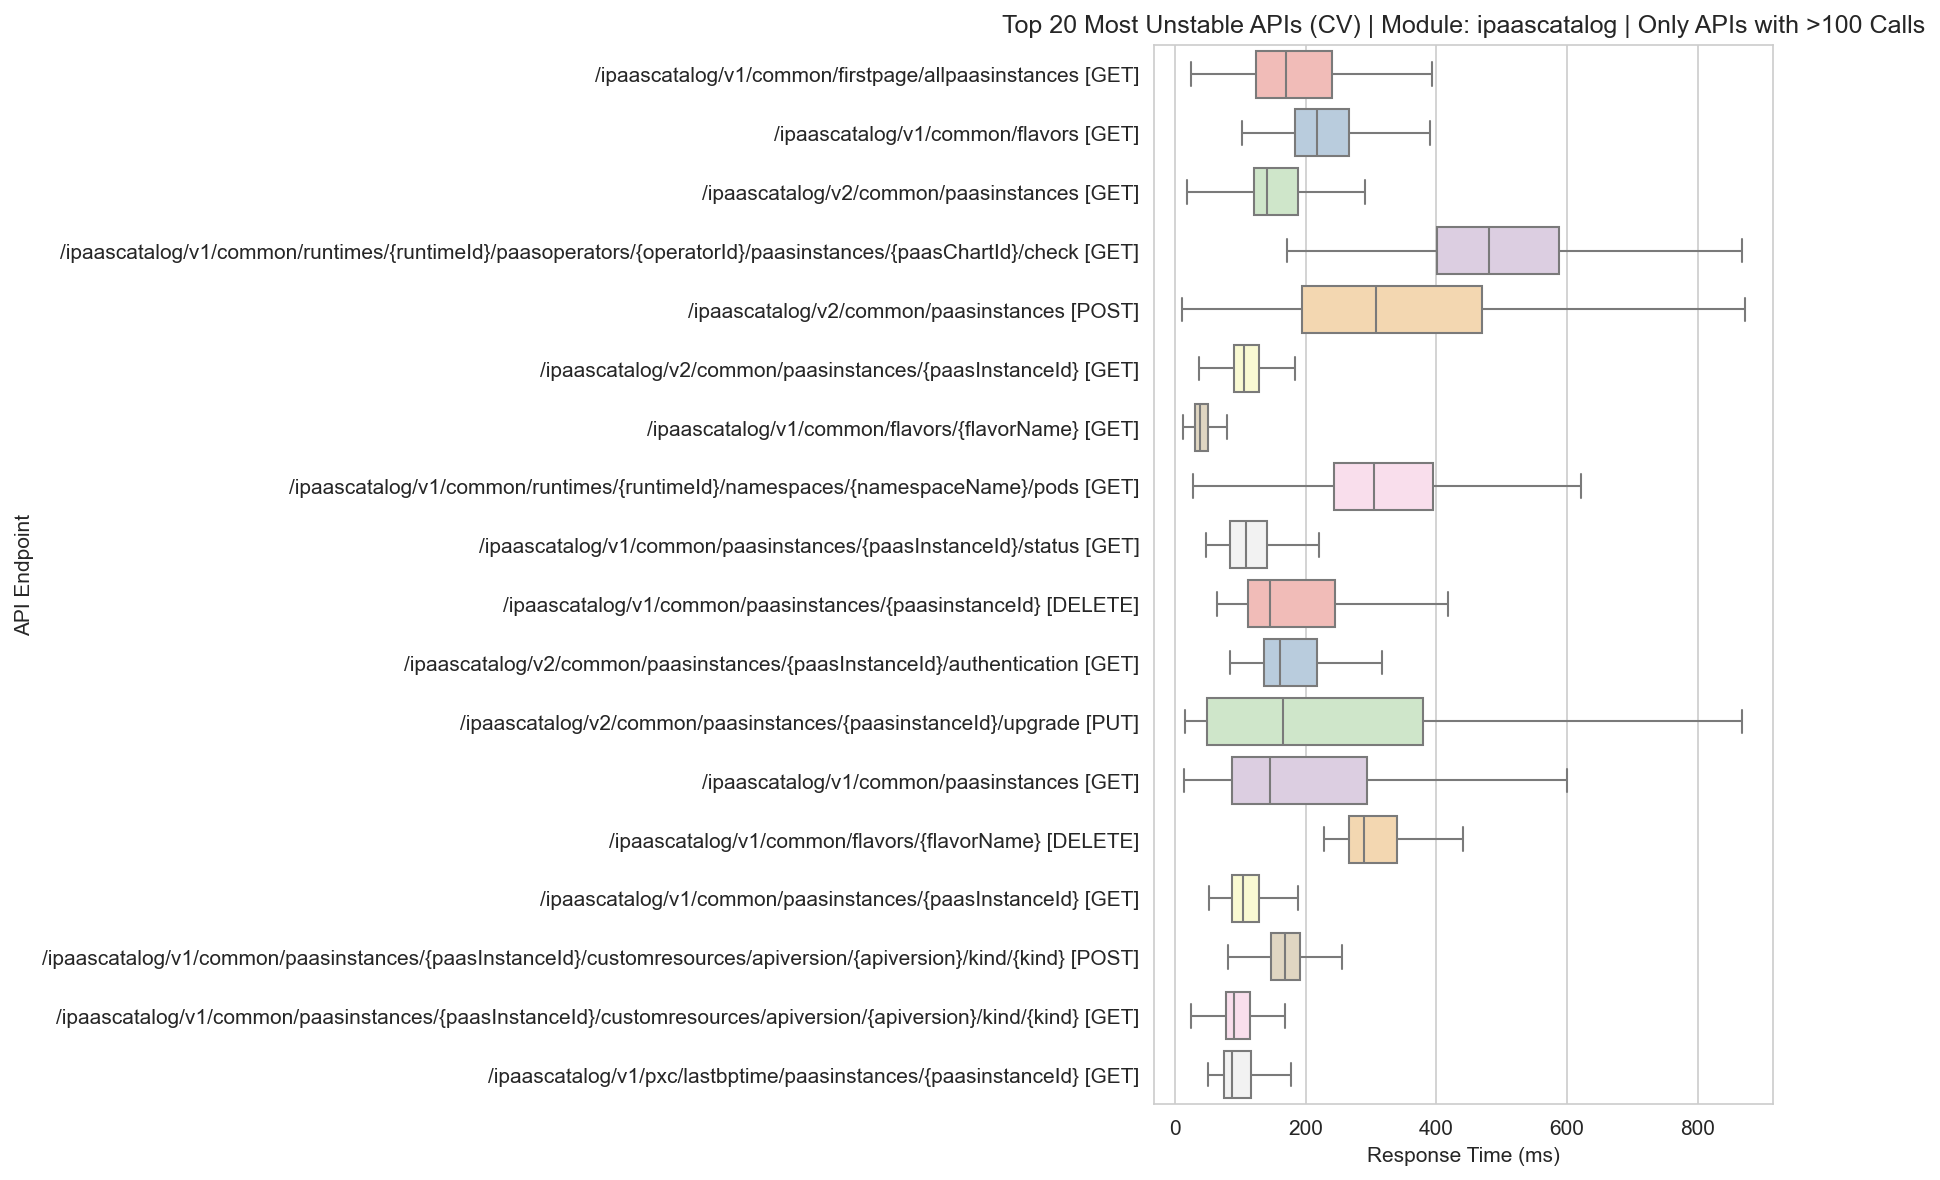 Top 20 Most Unstable APIs (CV) | Module: ipaascatalog | Only APIs with >100 Calls
/ipaascatalog/v1/common/firstpage/allpaasinstances [GET]
/ipaascatalog/v1/common/flavors [GET]
/ipaascatalog/v2/common/paasinstances [GET]
/ipaascatalog/v1/common/runtimes/{runtimeId}/paasoperators/{operatorId}/paasinstances/{paasChartId}/check [GET]
/ipaascatalog/v2/common/paasinstances [POST]
/ipaascatalog/v2/common/paasinstances/{paasInstanceId} [GET]
/ipaascatalog/v1/common/flavors/{flavorName} [GET]
/ipaascatalog/v1/common/runtimes/{runtimeId}/namespaces/{namespaceName}/pods [GET]
/ipaascatalog/v1/common/paasinstances/{paasInstanceId}/status [GET]
/ipaascatalog/v1/common/paasinstances/{paasinstanceId} [DELETE]
/ipaascatalog/v2/common/paasinstances/{paasInstanceId}/authentication [GET]
/ipaascatalog/v2/common/paasinstances/{paasinstanceId}/upgrade [PUT]
/ipaascatalog/v1/common/paasinstances [GET]
/ipaascatalog/v1/common/flavors/{flavorName} [DELETE]
/ipaascatalog/v1/common/paasinstances/{paasInstanceId} [GET]
/ipaascatalog/v1/common/paasinstances/{paasInstanceId}/customresources/apiversion/{apiversion}/kind/{kind} [POST]
/ipaascatalog/v1/common/paasinstances/{paasInstanceId}/customresources/apiversion/{apiversion}/kind/{kind} [GET]
/ipaascatalog/v1/pxc/lastbptime/paasinstances/{paasinstanceId} [GET]
API Endpoint
0 200 400 600 800
Response Time (ms)